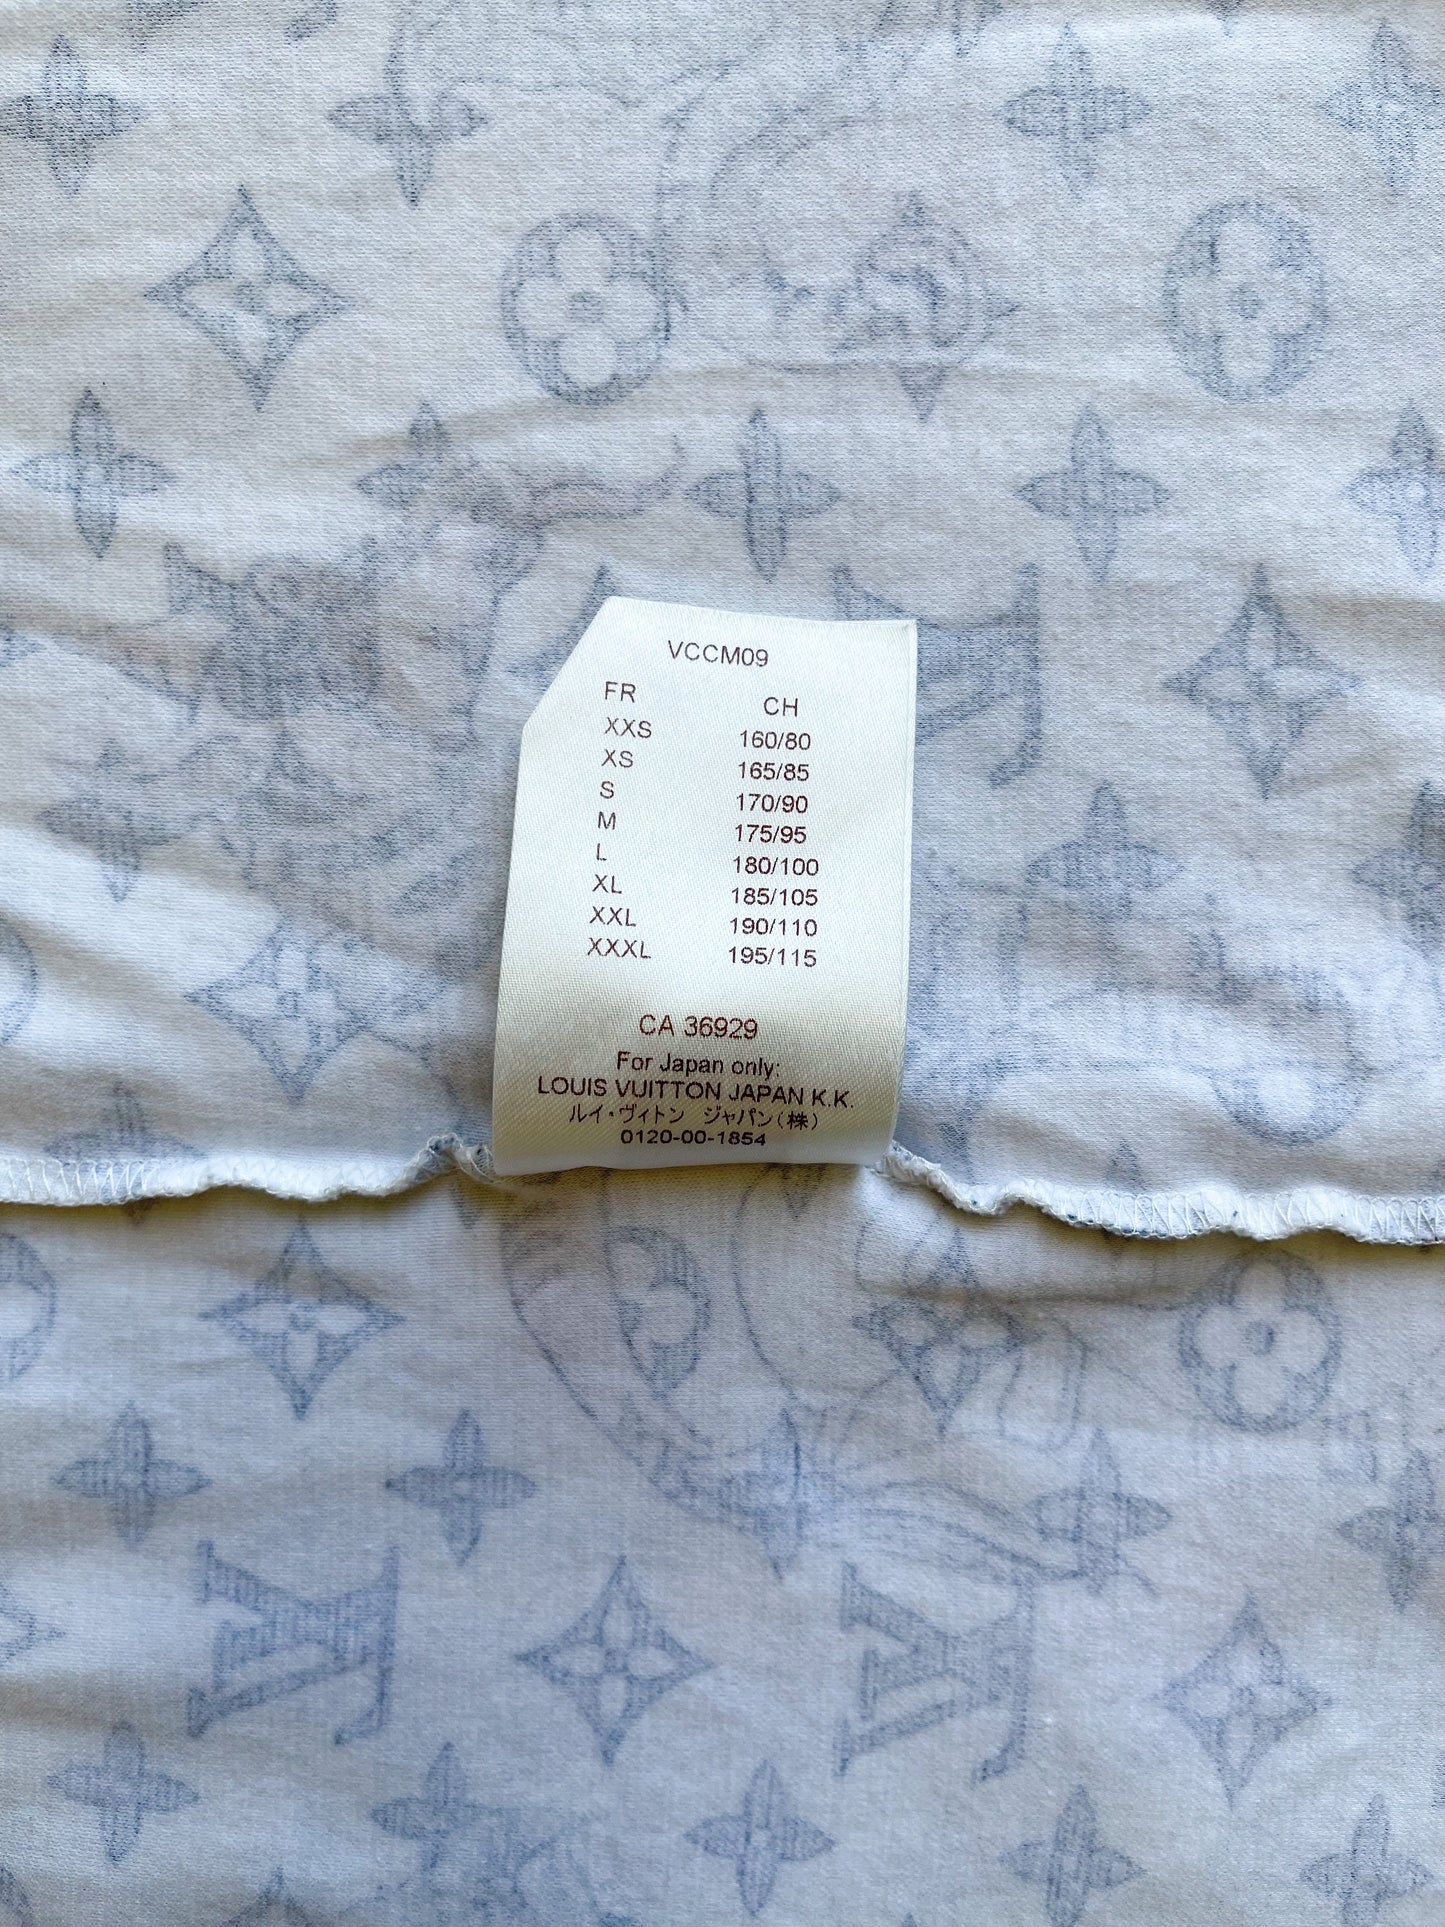 VCCM09
FR CH
XXS 160/80
XS 165/85
S 170/90
M 175/95
L 180/100
XL 185/105
XXL 190/110
XXXL 195/115
CA 36929
For Japan only:
LOUIS VUITTON JAPAN K.K.
ルイ・ヴィトン ジャパン(株)
0120-00-1854